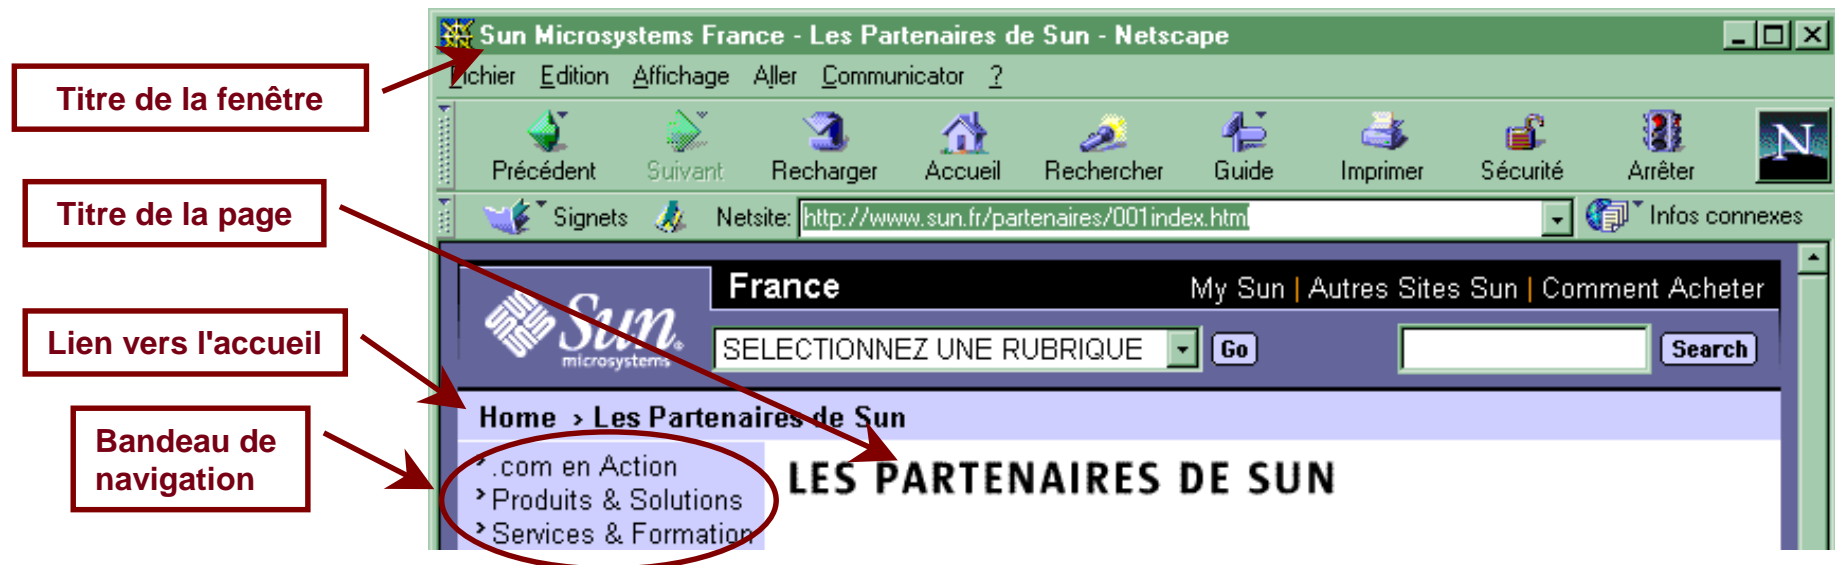 Sun Microsystems France - Les Partenaires de Sun - Netscape
Titre de la fenêtre
Fichier Edition Affichage Aller Communicator ?
Précédent Suivant Recharger Accueil Rechercher Guide Imprimer Sécurité Arrêter
N
Titre de la page
Signets Netsite: http://www.sun.fr/partenaires/001index.html Infos connexes
France My Sun | Autres Sites Sun | Comment Acheter
Sun
microsystems
SELECTIONNEZ UNE RUBRIQUE Go Search
Lien vers l'accueil
Home › Les Partenaires de Sun
Bandeau de
navigation
› .com en Action
› Produits & Solutions
› Services & Formation
LES PARTENAIRES DE SUN